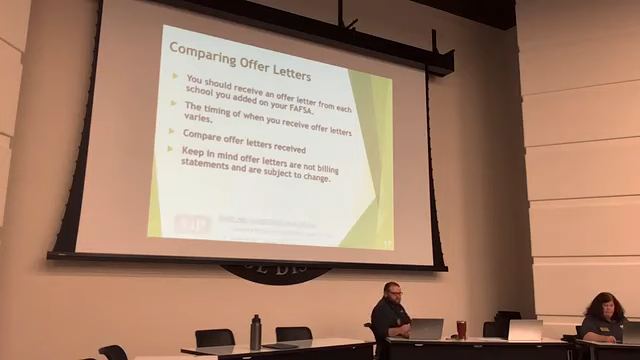 Comparing Offer Letters
You should receive an offer letter from each
school you added on your FAFSA.
The timing of when you receive offer letters
varies.
Compare offer letters received
Keep in mind offer letters are not billing
statements and are subject to change.